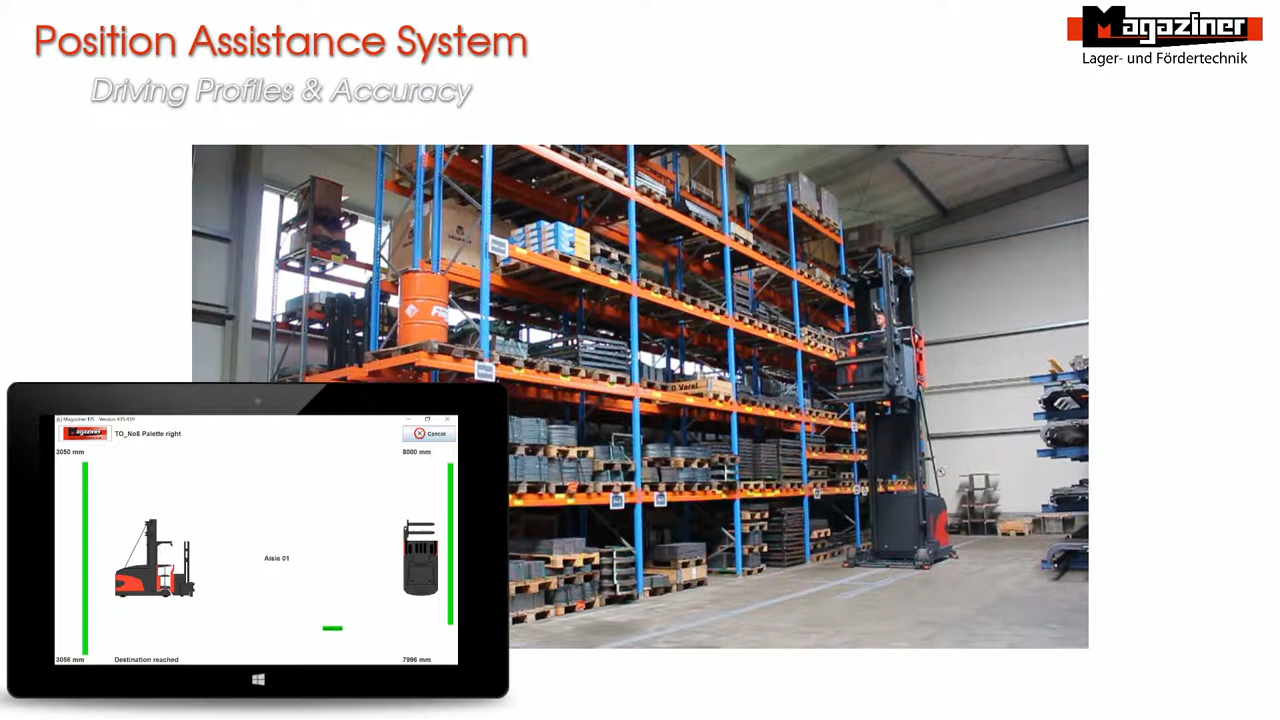 Position Assistance System
Driving Profiles & Accuracy
Magaziner
Lager- und Fördertechnik
Magaziner
TO_No8 Palette right
Cancel
3050 mm
8000 mm
Aisle 01
3056 mm
Destination reached
7996 mm